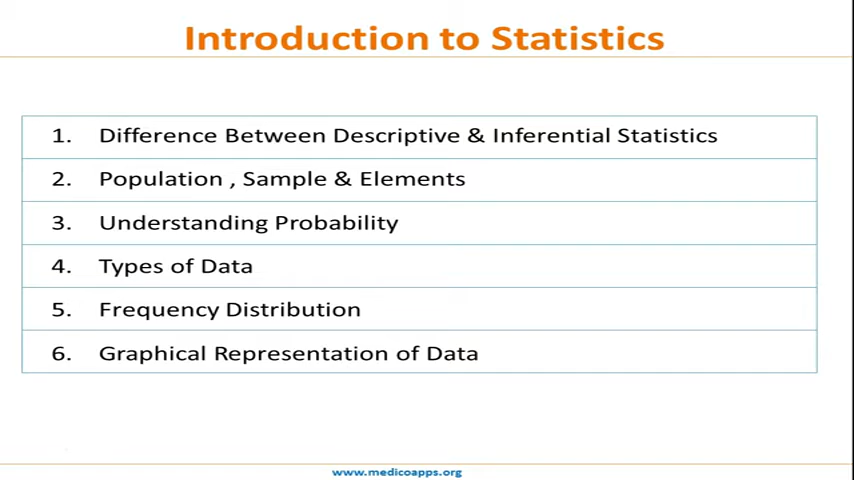 Introduction to Statistics
1. Difference Between Descriptive & Inferential Statistics
2. Population , Sample & Elements
3. Understanding Probability
4. Types of Data
5. Frequency Distribution
6. Graphical Representation of Data
www.medicoapps.org